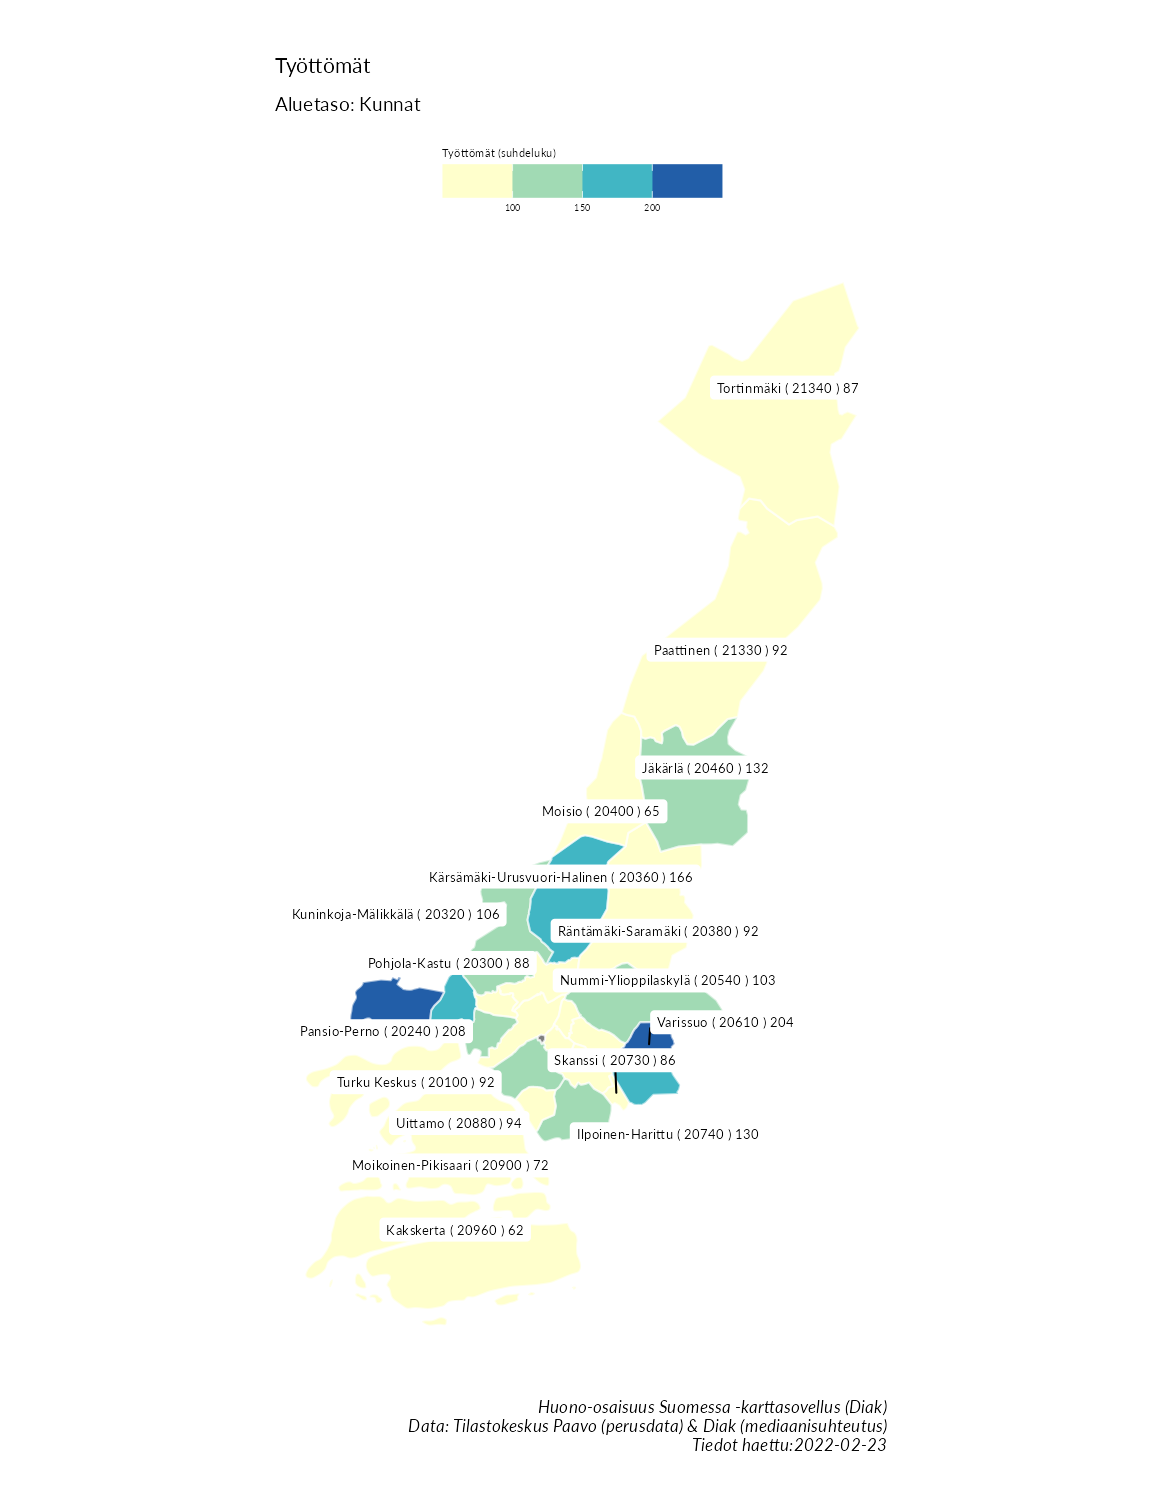 Työttömät
Aluetaso: Kunnat
Työttömät (suhdeluku)
100
150
200
Tortinmäki ( 21340 ) 87
Paattinen ( 21330 ) 92
Jäkärlä ( 20460 ) 132
Moisio ( 20400 ) 65
Kärsämäki-Urusvuori-Halinen ( 20360 ) 166
Kuninkoja-Mälikkälä ( 20320 ) 106
Räntämäki-Saramäki ( 20380 ) 92
Pohjola-Kastu ( 20300 ) 88
Nummi-Ylioppilaskylä ( 20540 ) 103
Varissuo ( 20610 ) 204
Pansio-Perno ( 20240 ) 208
Skanssi ( 20730 ) 86
Turku Keskus ( 20100 ) 92
Uittamo ( 20880 ) 94
Ilpoinen-Harittu ( 20740 ) 130
Moikoinen-Pikisaari ( 20900 ) 72
Kakskerta ( 20960 ) 62
Huono-osaisuus Suomessa -karttasovellus (Diak)
Data: Tilastokeskus Paavo (perusdata) & Diak (mediaanisuhteutus)
Tiedot haettu:2022-02-23